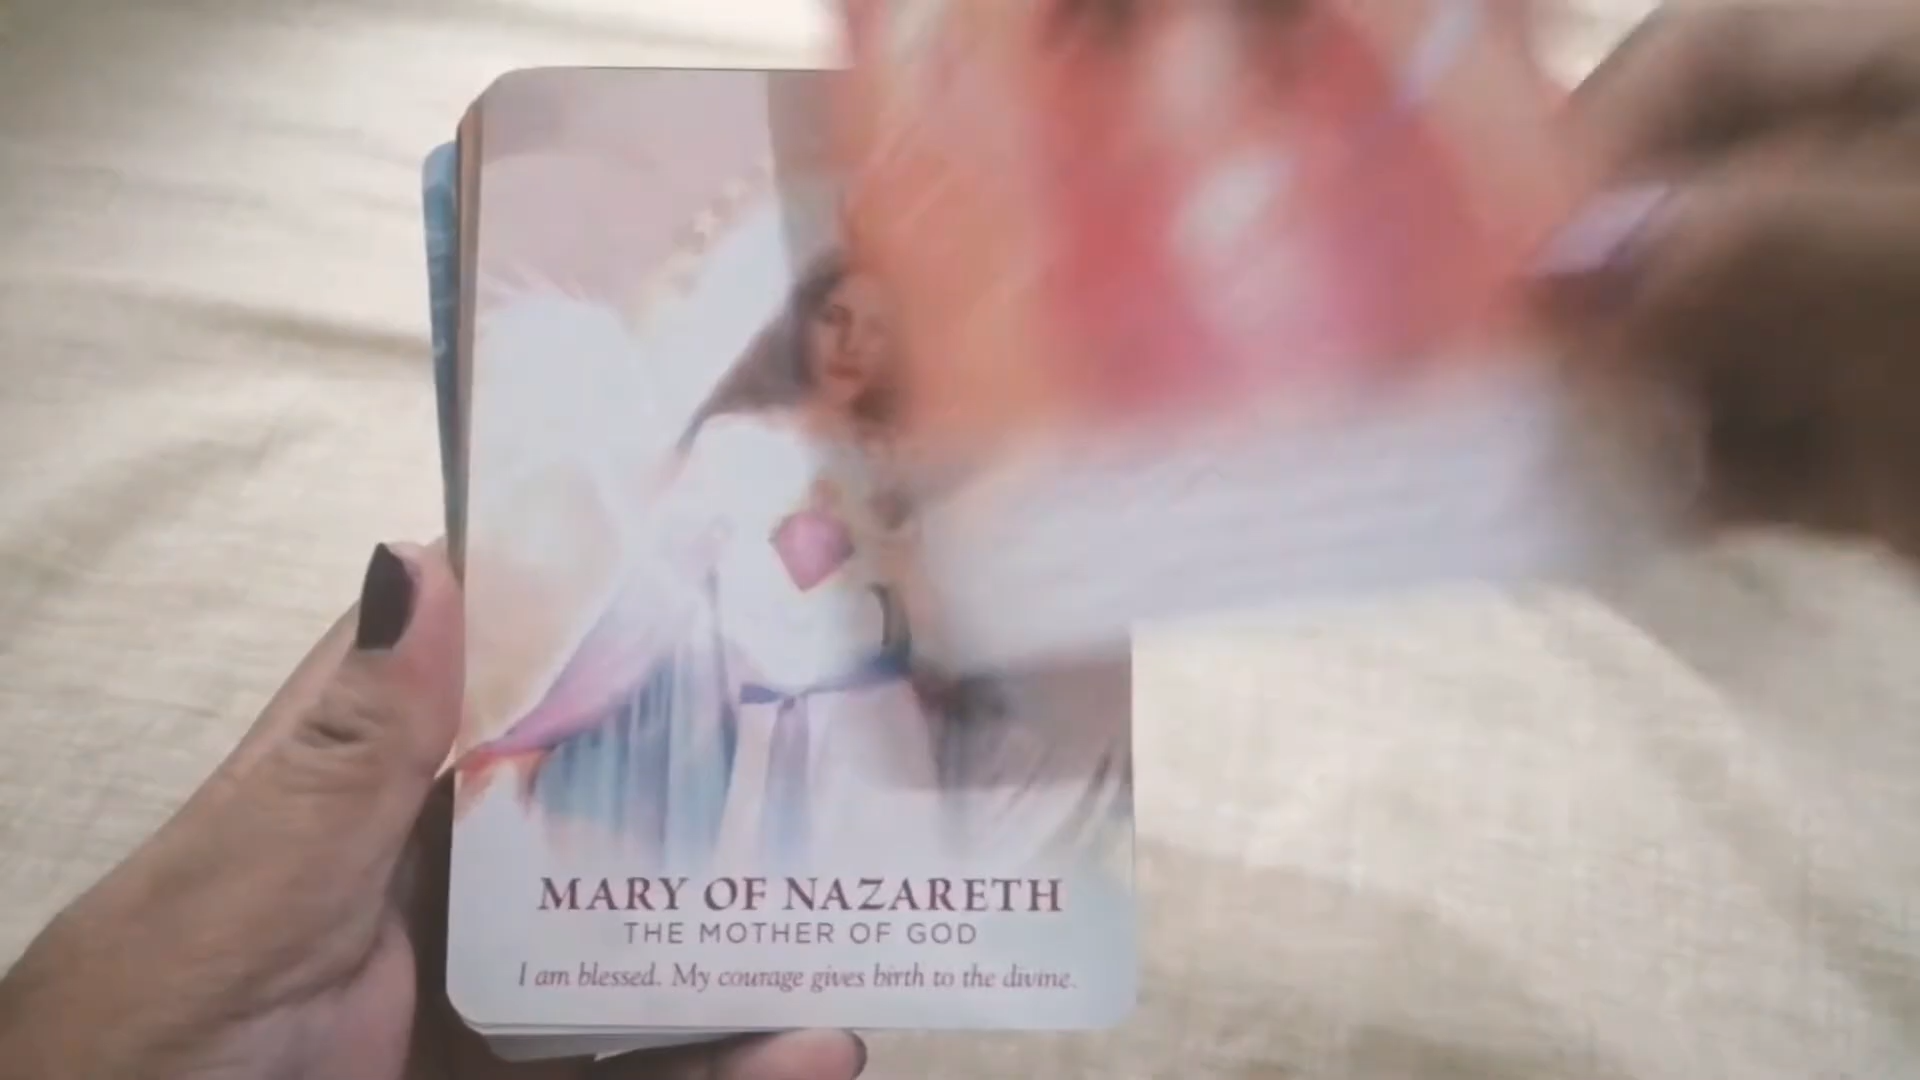 MARY OF NAZARETH
THE MOTHER OF GOD
I am blessed. My courage gives birth to the divine.